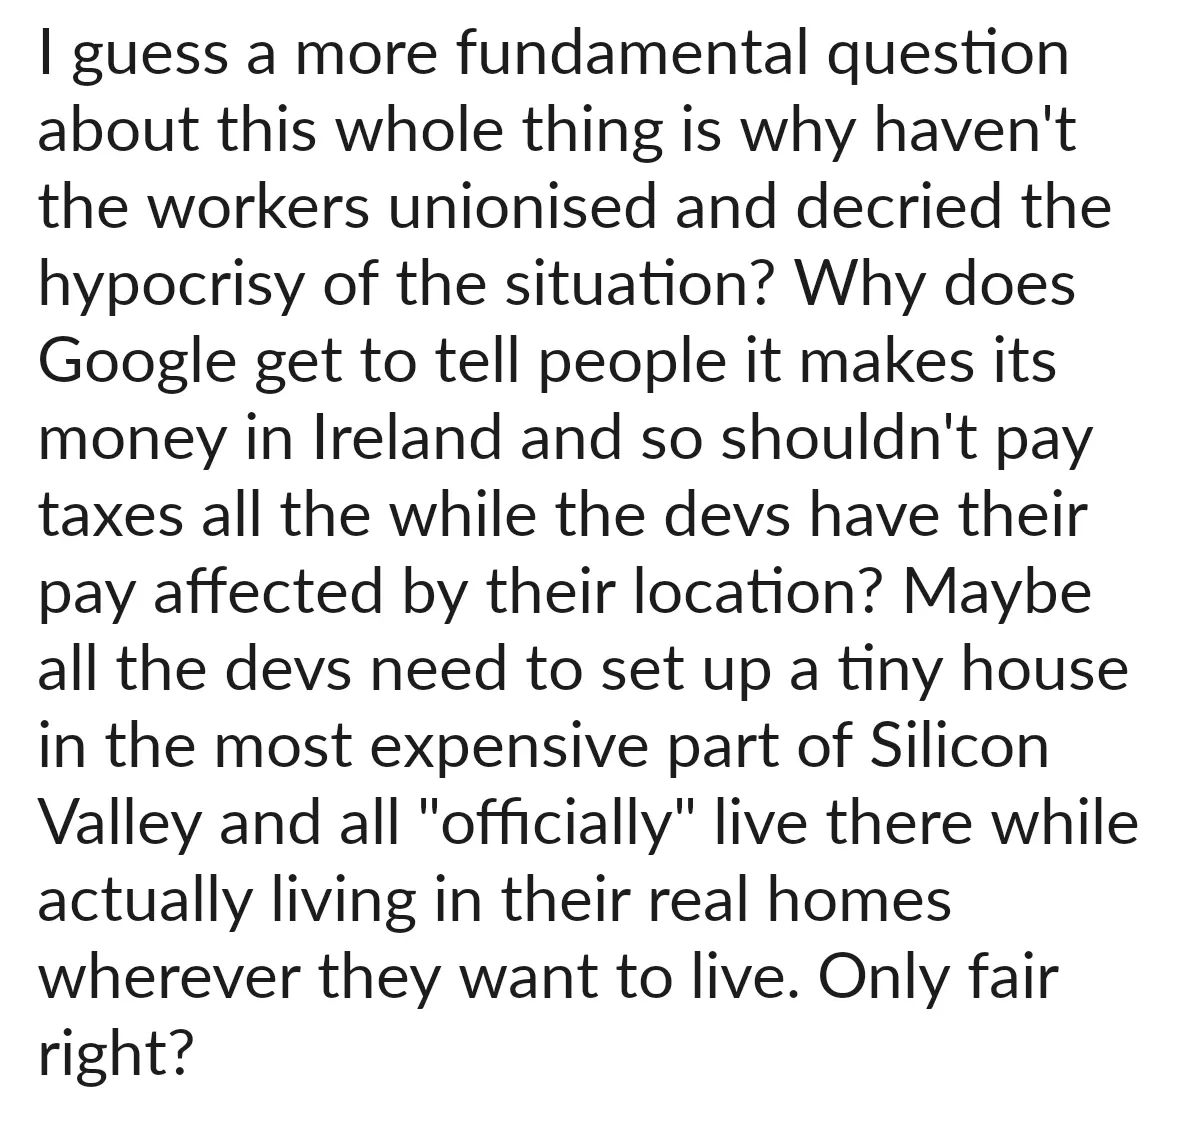 I guess a more fundamental question
about this whole thing is why haven't
the workers unionised and decried the
hypocrisy of the situation? Why does
Google get to tell people it makes its
money in Ireland and so shouldn't pay
taxes all the while the devs have their
pay affected by their location? Maybe
all the devs need to set up a tiny house
in the most expensive part of Silicon
Valley and all "officially" live there while
actually living in their real homes
wherever they want to live. Only fair
right?